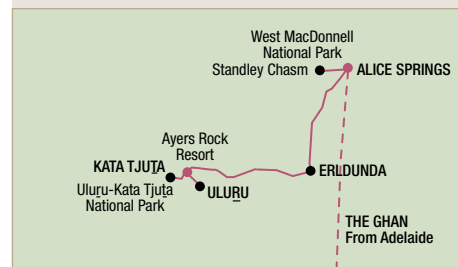 West MacDonnell
National Park
Standley Chasm
ALICE SPRINGS
Ayers Rock
Resort
KATA TJUṮA
Uluṟu-Kata Tjuṯa
National Park
ULUṞU
ERLDUNDA
THE GHAN
From Adelaide